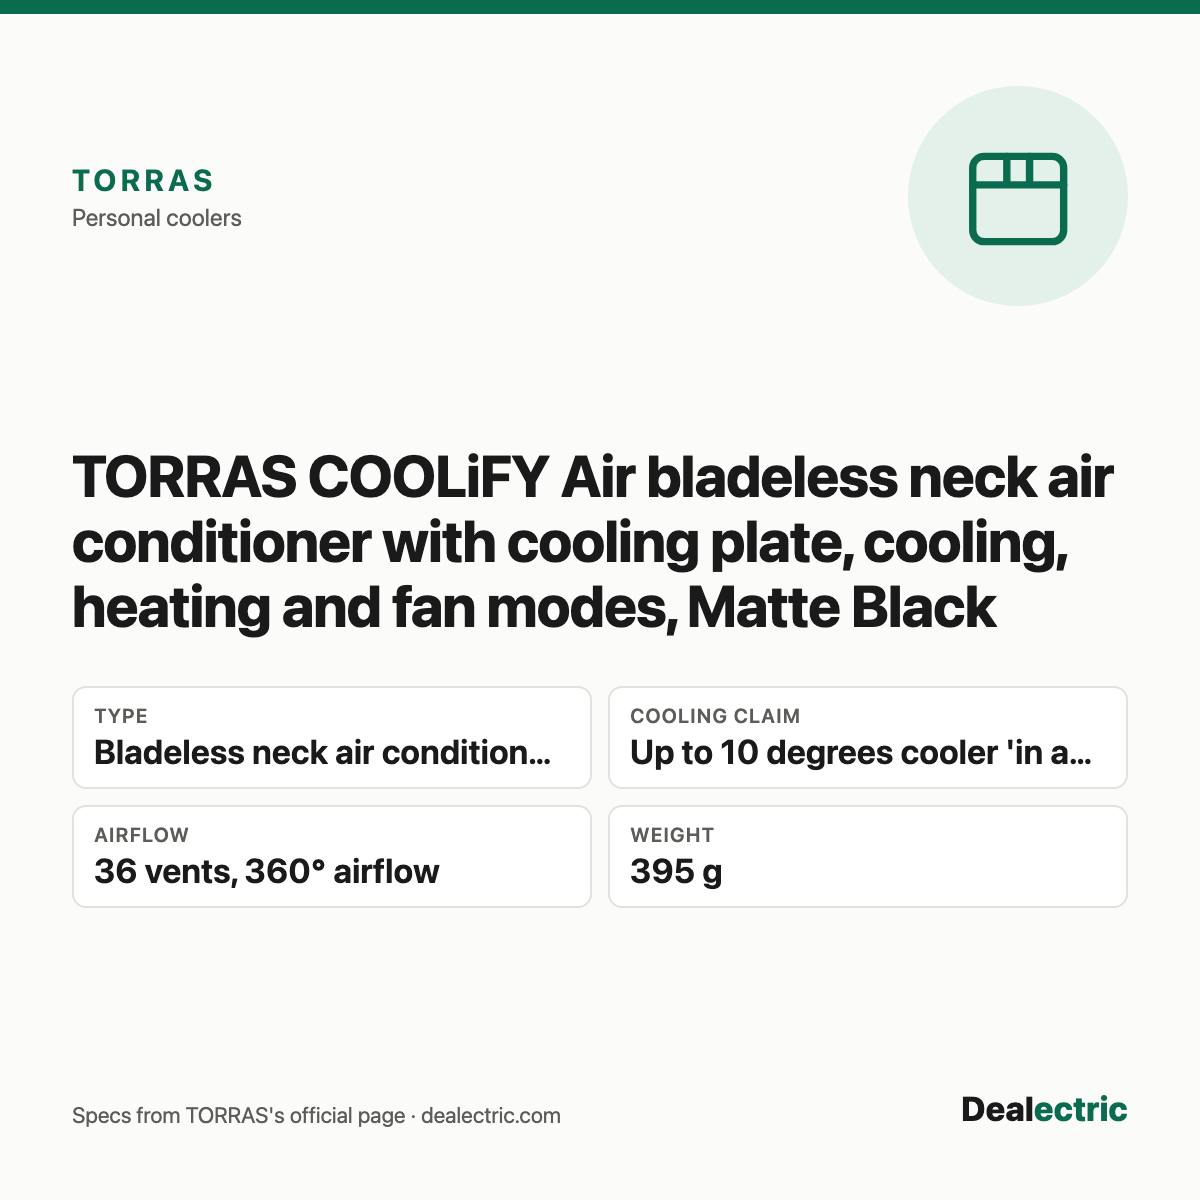 TORRAS
Personal coolers
TORRAS COOLiFY Air bladeless neck air
conditioner with cooling plate, cooling,
heating and fan modes, Matte Black
TYPE
Bladeless neck air condition...
COOLING CLAIM
Up to 10 degrees cooler 'in a...
AIRFLOW
36 vents, 360° airflow
WEIGHT
395 g
Specs from TORRAS's official page · dealectric.com
Dealectric